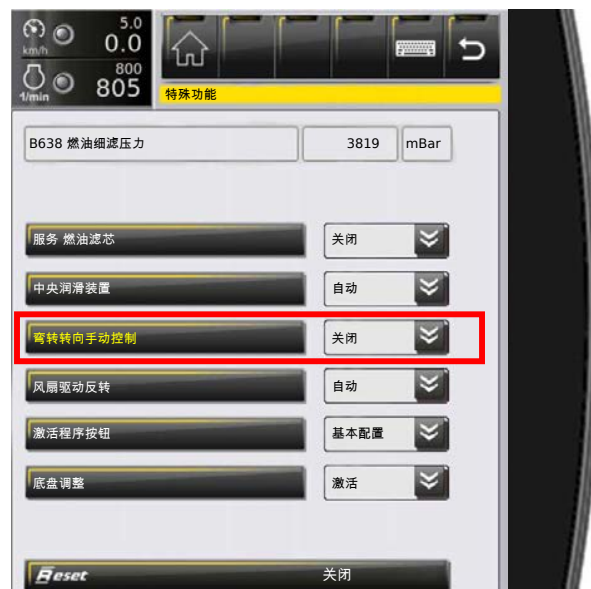 5.0
km/h 0.0
800
1/min 805
特殊功能
B638 燃油细滤压力 3819 mBar
服务 燃油滤芯 关闭
中央润滑装置 自动
弯转转向手动控制 关闭
风扇驱动反转 自动
激活程序按钮 基本配置
底盘调整 激活
Reset 关闭